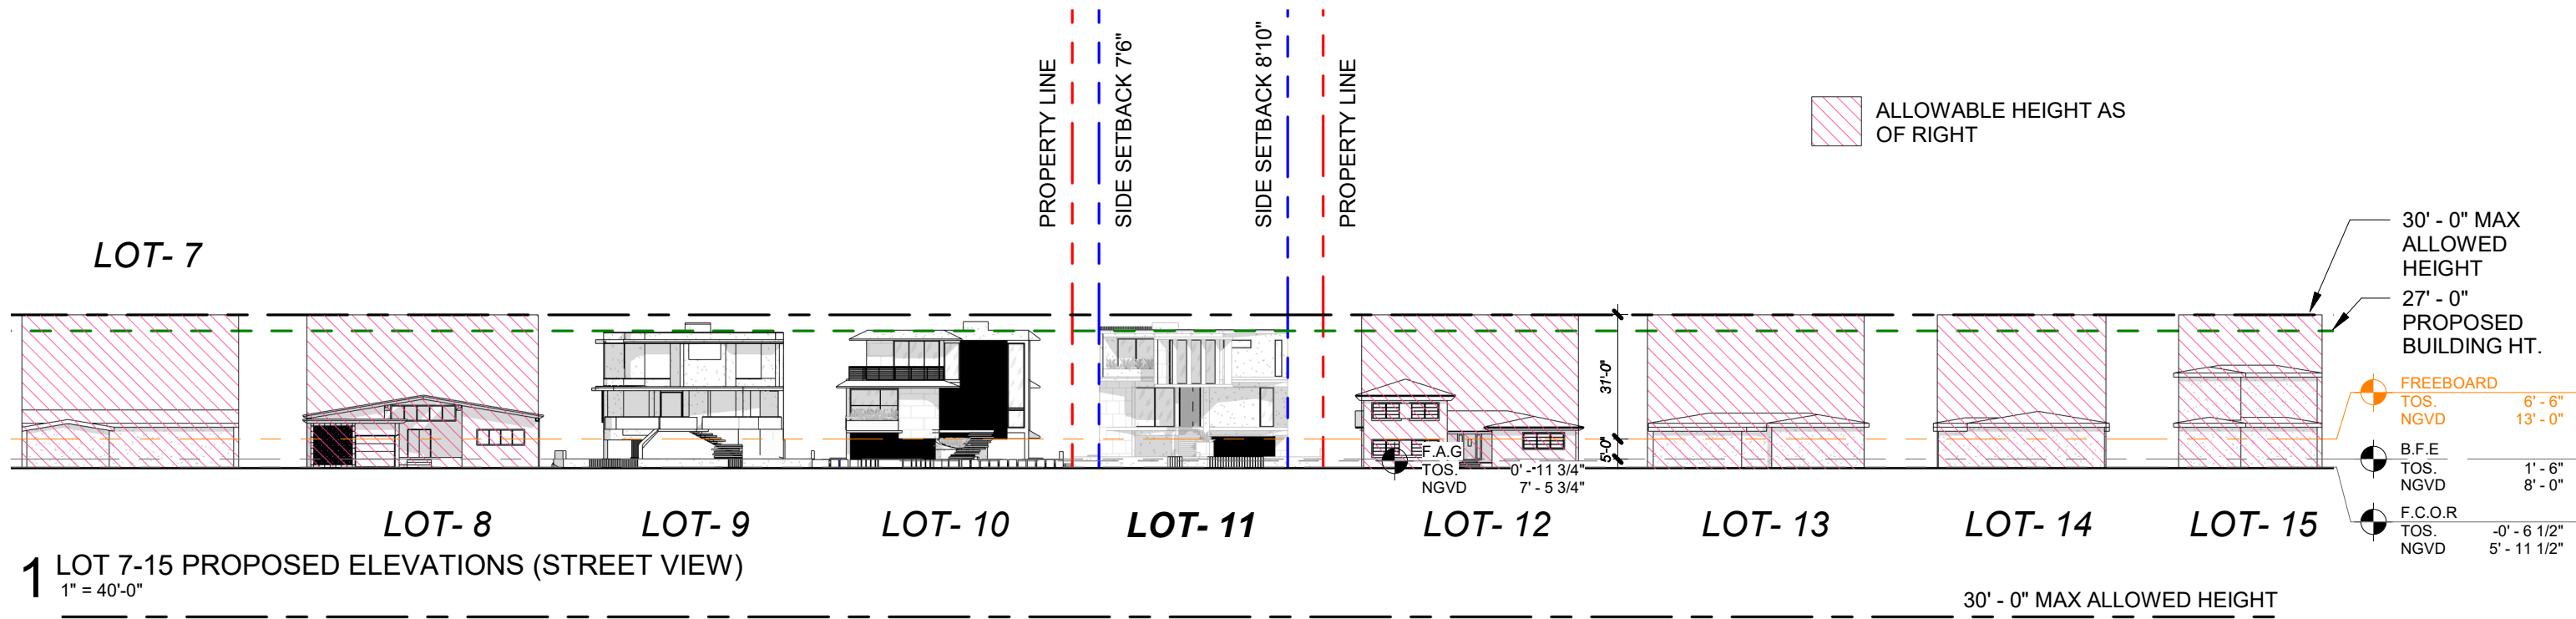 PROPERTY LINE
SIDE SETBACK 7'6"
SIDE SETBACK 8'10"
PROPERTY LINE
ALLOWABLE HEIGHT AS
OF RIGHT
LOT- 7
30' - 0" MAX
ALLOWED
HEIGHT
27' - 0"
PROPOSED
BUILDING HT.
31'-0"
5'-0"
FREEBOARD
TOS. 6' - 6"
NGVD 13' - 0"
F.A.G
TOS. 0' - 11 3/4"
NGVD 7' - 5 3/4"
B.F.E
TOS. 1' - 6"
NGVD 8' - 0"
F.C.O.R
TOS. -0' - 6 1/2"
NGVD 5' - 11 1/2"
LOT- 8
LOT- 9
LOT- 10
LOT- 11
LOT- 12
LOT- 13
LOT- 14
LOT- 15
1 LOT 7-15 PROPOSED ELEVATIONS (STREET VIEW)
1" = 40'-0"
30' - 0" MAX ALLOWED HEIGHT